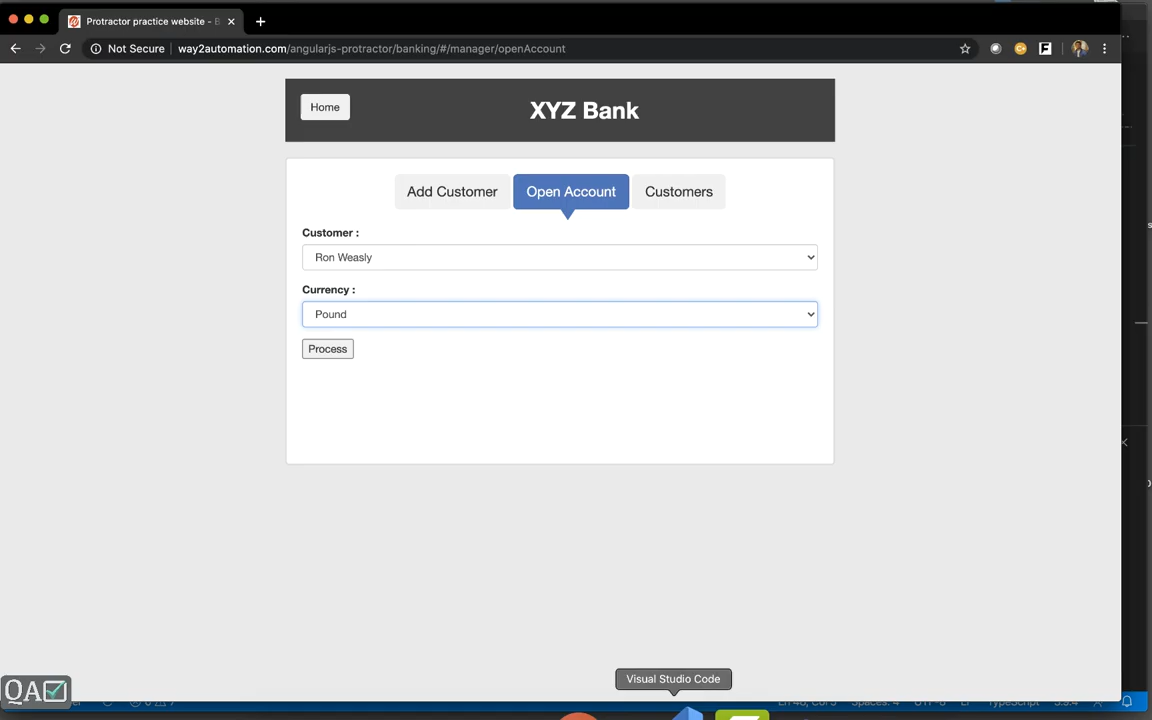 Protractor practice website - B
Not Secure
way2automation.com/angularjs-protractor/banking/#/manager/openAccount
Home
XYZ Bank
Add Customer
Open Account
Customers
Customer :
Ron Weasly
Currency :
Pound
Process
Visual Studio Code
QA